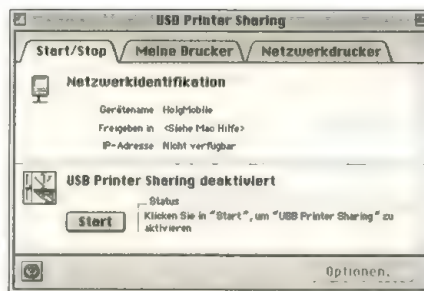 USB Printer Sharing
Start/Stop
Meine Drucker
Netzwerkdrucker
Netzwerkidentifikation
Gerätename HolgMobile
Freigeben in <Siehe Mac Hilfe>
IP-Adresse Nicht verfügbar
USB Printer Sharing deaktiviert
Status
Start
Klicken Sie in "Start", um "USB Printer Sharing" zu
aktivieren
Optionen.